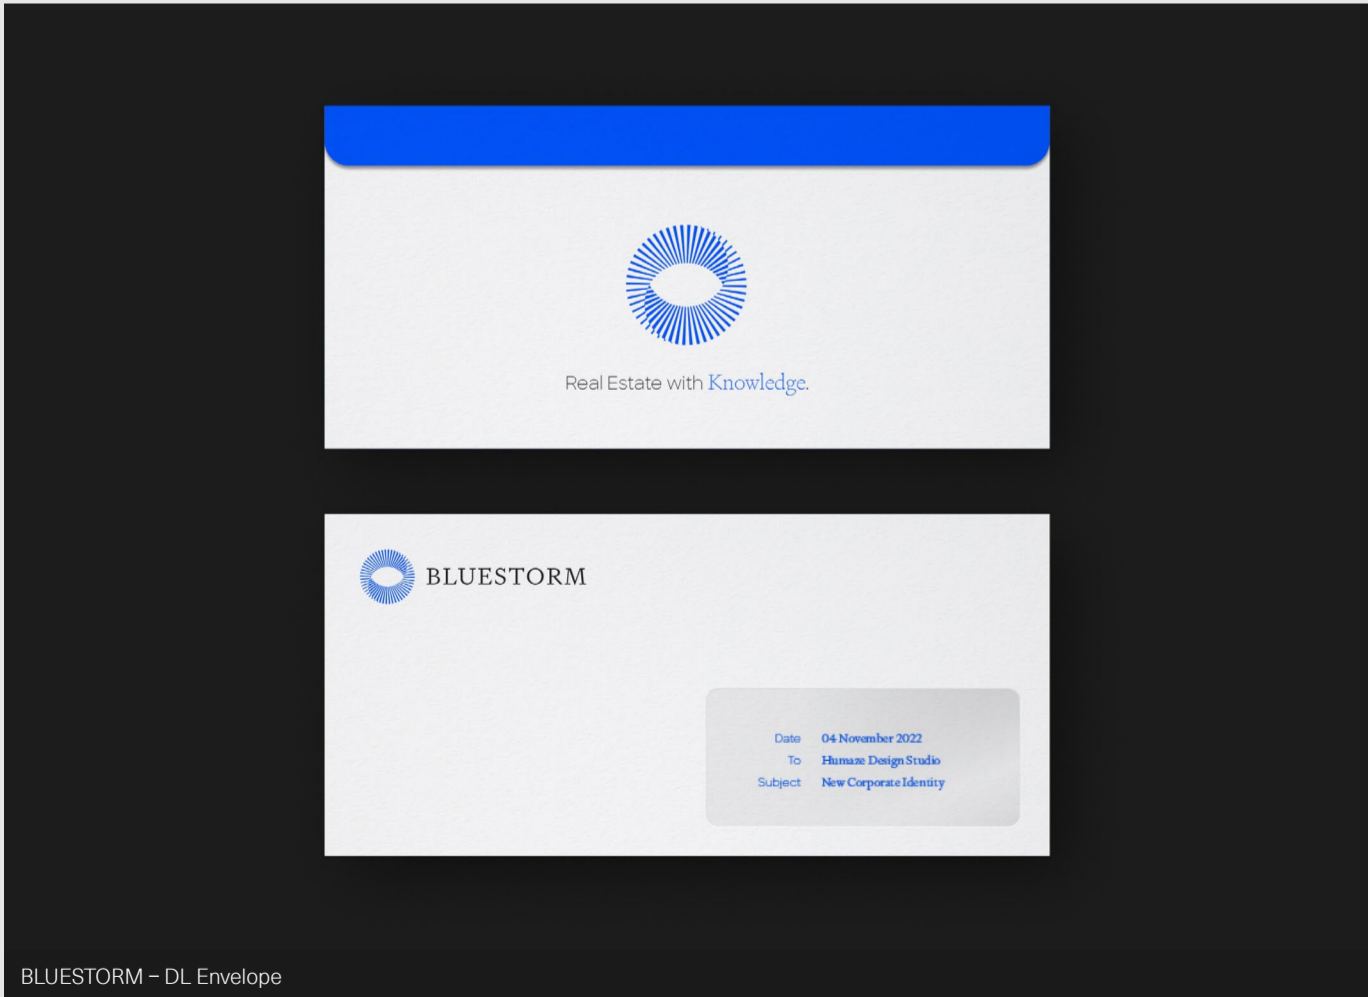 Real Estate with Knowledge.
BLUESTORM
Date 04 November 2022
To Humaze Design Studio
Subject New Corporate Identity
BLUESTORM – DL Envelope